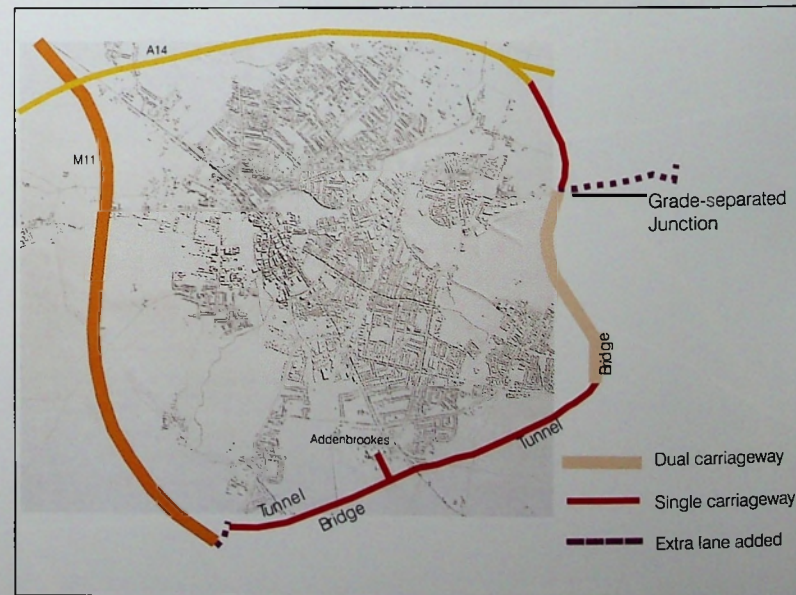 A14
M11
Grade-separated
Junction
Bridge
Addenbrookes
Tunnel
Tunnel
Bridge
Dual carriageway
Single carriageway
Extra lane added